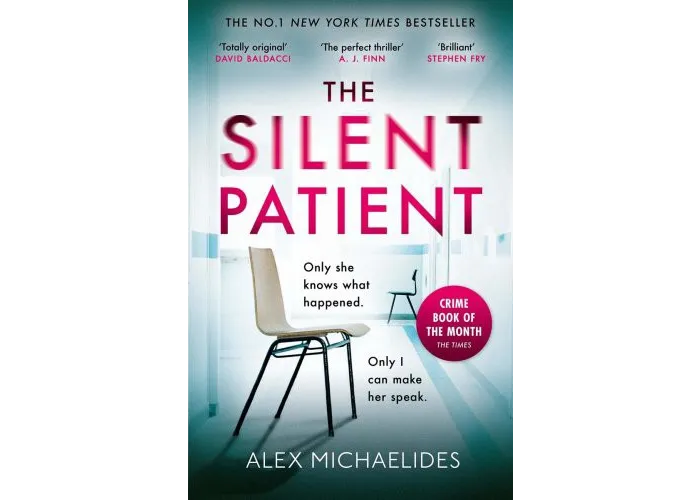 THE NO.1 NEW YORK TIMES BESTSELLER
‘Totally original’ ‘The perfect thriller’ ‘Brilliant’
DAVID BALDACCI A. J. FINN STEPHEN FRY
THE
SILENT
PATIENT
Only she
knows what
happened.
CRIME
BOOK OF
THE MONTH
THE TIMES
Only I
can make
her speak.
ALEX MICHAELIDES